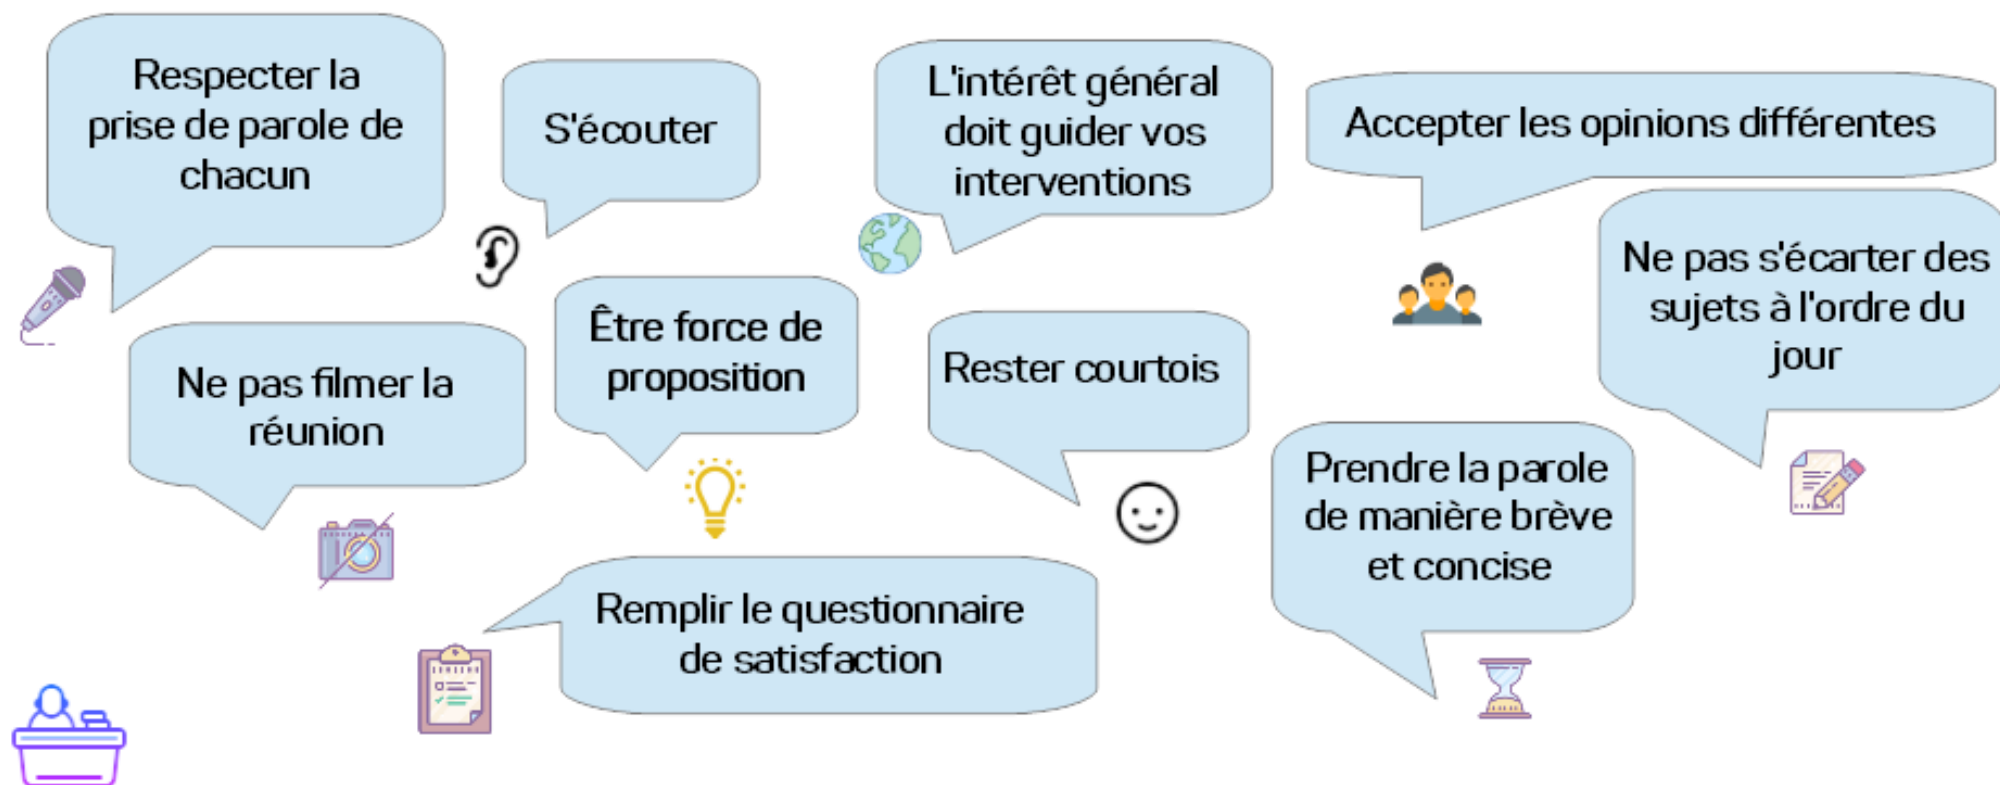 Respecter la
prise de parole de
chacun
S'écouter
L'intérêt général
doit guider vos
interventions
Accepter les opinions différentes
Ne pas s'écarter des
sujets à l'ordre du
jour
Ne pas filmer la
réunion
Être force de
proposition
Rester courtois
Prendre la parole
de manière brève
et concise
Remplir le questionnaire
de satisfaction